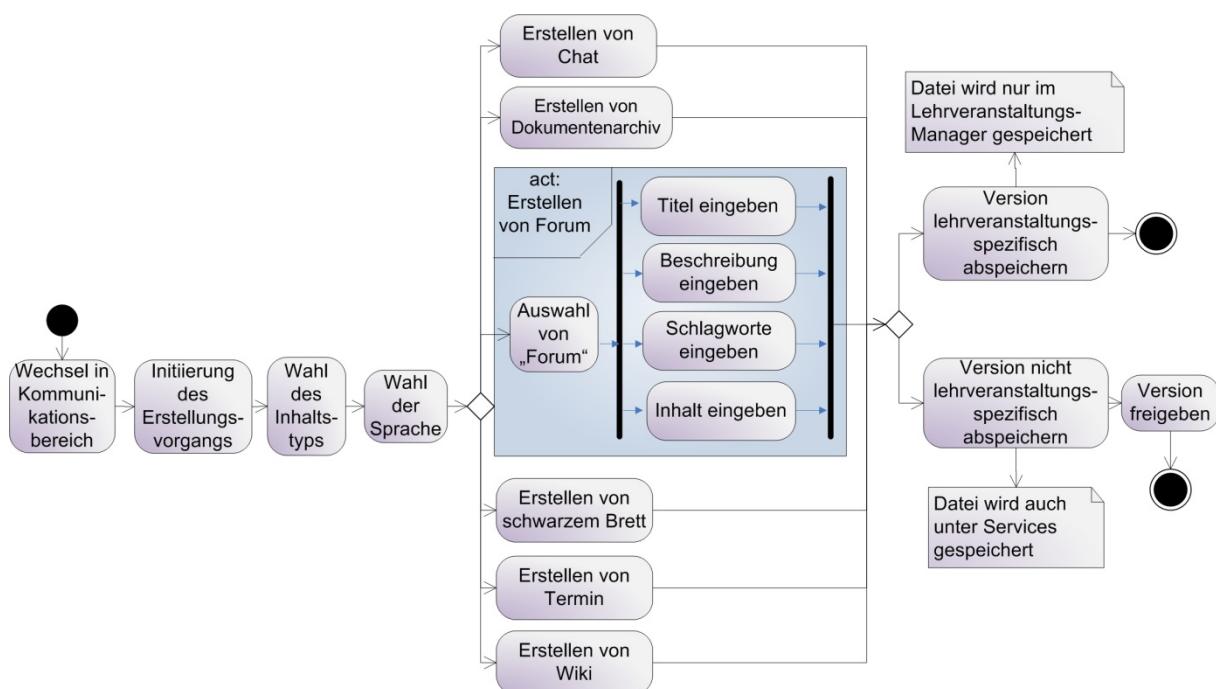 Wechsel in
Kommuni-
kations-
bereich
Initiierung
des
Erstellungs-
vorgangs
Wahl
des
Inhalts-
typs
Wahl
der
Sprache
Erstellen von
Chat
Erstellen von
Dokumentenarchiv
act:
Erstellen
von Forum
Auswahl
von
„Forum“
Titel eingeben
Beschreibung
eingeben
Schlagworte
eingeben
Inhalt eingeben
Erstellen von
schwarzem Brett
Erstellen von
Termin
Erstellen von
Wiki
Datei wird nur im
Lehrveranstaltungs-
Manager gespeichert
Version
lehrveranstaltungs-
spezifisch
abspeichern
Version nicht
lehrveranstaltungs-
spezifisch
abspeichern
Version
freigeben
Datei wird auch
unter Services
gespeichert